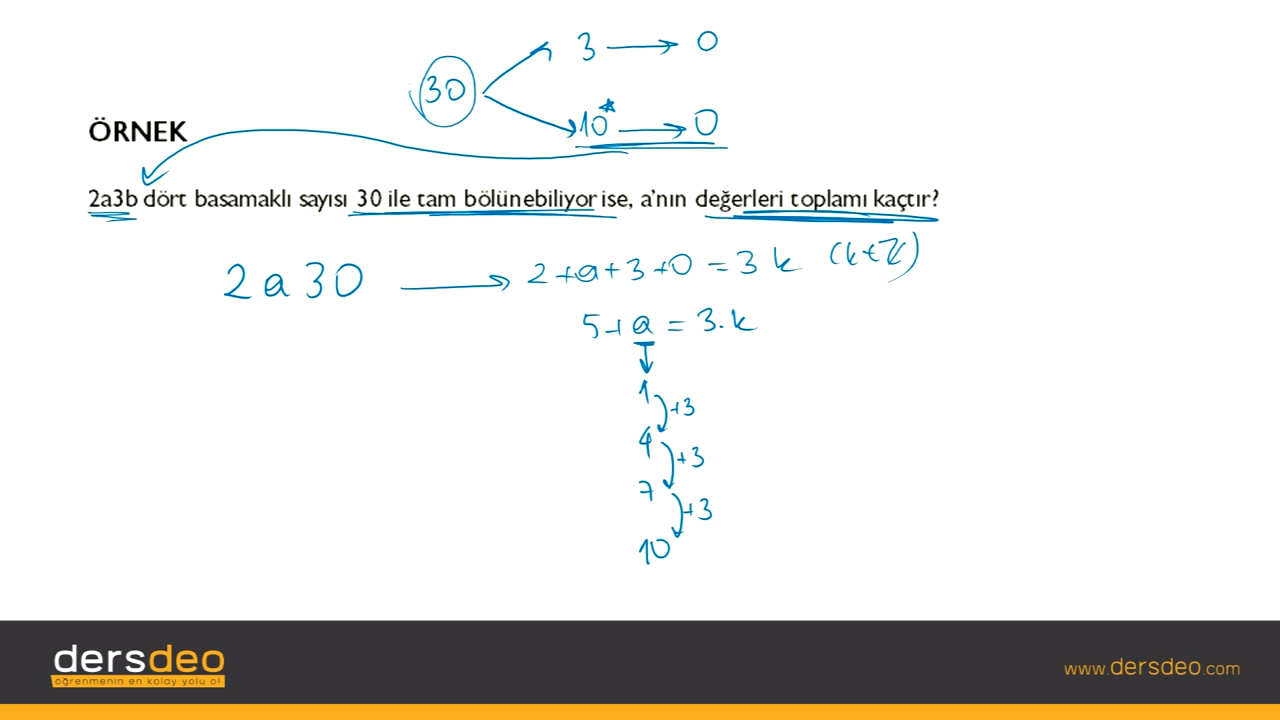 3 → 0
30
10* → 0
ÖRNEK
2a3b dört basamaklı sayısı 30 ile tam bölünebiliyor ise, a'nın değerleri toplamı kaçtır?
2a30 → 2+a+3+0 = 3k (k∈Z)
5+a = 3.k
1
+3
4
+3
7
+3
10
dersdeo
öğrenmenin en kolay yolu o!
www.dersdeo.com